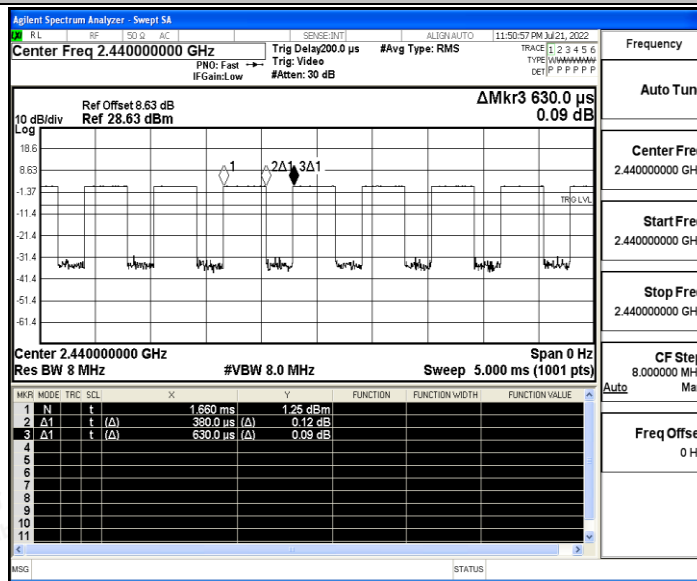 Agilent Spectrum Analyzer - Swept SA
RL RF 50 Ω AC SENSE:INT ALIGN AUTO 11:50:57 PM Jul 21, 2022
Center Freq 2.440000000 GHz
PNO: Fast
IFGain:Low
Trig Delay200.0 µs
Trig: Video
#Atten: 30 dB
#Avg Type: RMS
TRACE 1 2 3 4 5 6
TYPE
DET P P P P P P
ΔMkr3 630.0 µs
0.09 dB
Ref Offset 8.63 dB
10 dB/div Ref 28.63 dBm
Log
18.6
8.63
-1.37
-11.4
-21.4
-31.4
-41.4
-51.4
-61.4
1 2Δ1 3Δ1
TRIG LVL
Center 2.440000000 GHz Span 0 Hz
Res BW 8 MHz #VBW 8.0 MHz Sweep 5.000 ms (1001 pts)
MKR MODE TRC SCL X Y FUNCTION FUNCTION WIDTH FUNCTION VALUE
1 N t 1.660 ms 1.25 dBm
2 Δ1 t (Δ) 380.0 µs (Δ) 0.12 dB
3 Δ1 t (Δ) 630.0 µs (Δ) 0.09 dB
4
5
6
7
8
9
10
11
MSG STATUS
Frequency
Auto Tun
Center Fre
2.440000000 GH
Start Fre
2.440000000 GH
Stop Fre
2.440000000 GH
CF Ste
8.000000 MH
Auto Ma
Freq Offse
0 H